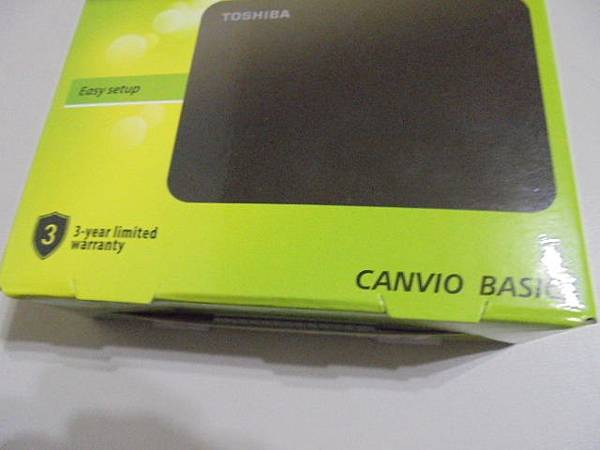 TOSHIBA
Easy setup
3
3-year limited
warranty
CANVIO BASIC